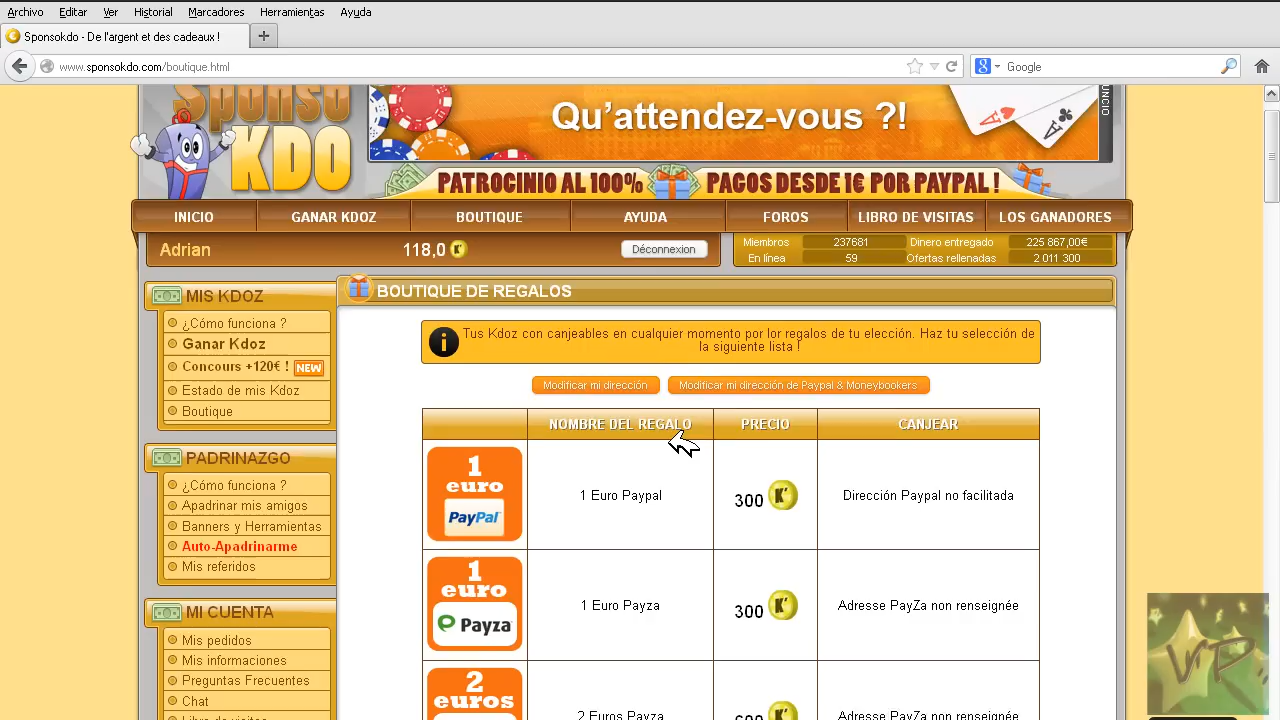 Archivo Editar Ver Historial Marcadores Herramientas Ayuda
Sponsokdo - De l'argent et des cadeaux !
www.sponsokdo.com/boutique.html
Google
Sponso
KDO
Qu'attendez-vous ?!
PATROCINIO AL 100% PAGOS DESDE 1€ POR PAYPAL !
INICIO GANAR KDOZ BOUTIQUE AYUDA FOROS LIBRO DE VISITAS LOS GANADORES
Adrian 118,0 K' Déconnexion
Miembros 237681 Dinero entregado 225 867,00€
En línea 59 Ofertas rellenadas 2 011 300
MIS KDOZ
¿Cómo funciona ?
Ganar Kdoz
Concours +120€ ! NEW
Estado de mis Kdoz
Boutique
PADRINAZGO
¿Cómo funciona ?
Apadrinar mis amigos
Banners y Herramientas
Auto-Apadrinarme
Mis referidos
MI CUENTA
Mis pedidos
Mis informaciones
Preguntas Frecuentes
Chat
Libro de visitas
BOUTIQUE DE REGALOS
Tus Kdoz con canjeables en cualquier momento por lor regalos de tu elección. Haz tu selección de
la siguiente lista !
Modificar mi dirección Modificar mi dirección de Paypal & Moneybookers
NOMBRE DEL REGALO PRECIO CANJEAR
1
euro
PayPal
1 Euro Paypal 300 K' Dirección Paypal no facilitada
1
euro
Payza
1 Euro Payza 300 K' Adresse PayZa non renseignée
2
euros
2 Euros Payza 600 K' Adresse PayZa non renseignée